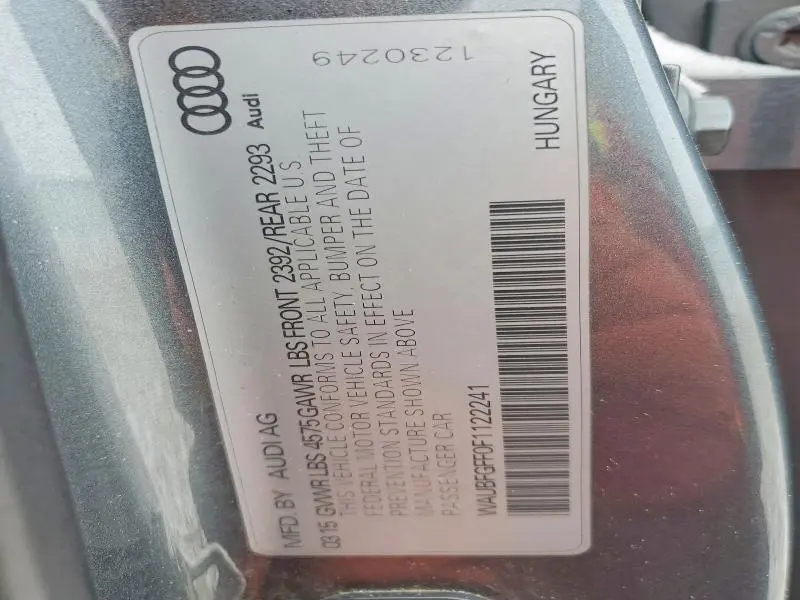 MFD. BY AUDI AG
03 15 GVWR LBS 4575 GAWR LBS FRONT 2392/REAR 2293 Audi
THIS VEHICLE CONFORMS TO ALL APPLICABLE U S
FEDERAL MOTOR VEHICLE SAFETY, BUMPER AND THEFT
PREVENTION STANDARDS IN EFFECT ON THE DATE OF
MANUFACTURE SHOWN ABOVE
PASSENGER CAR
WAUBFGFF0F1122241
1230249
HUNGARY